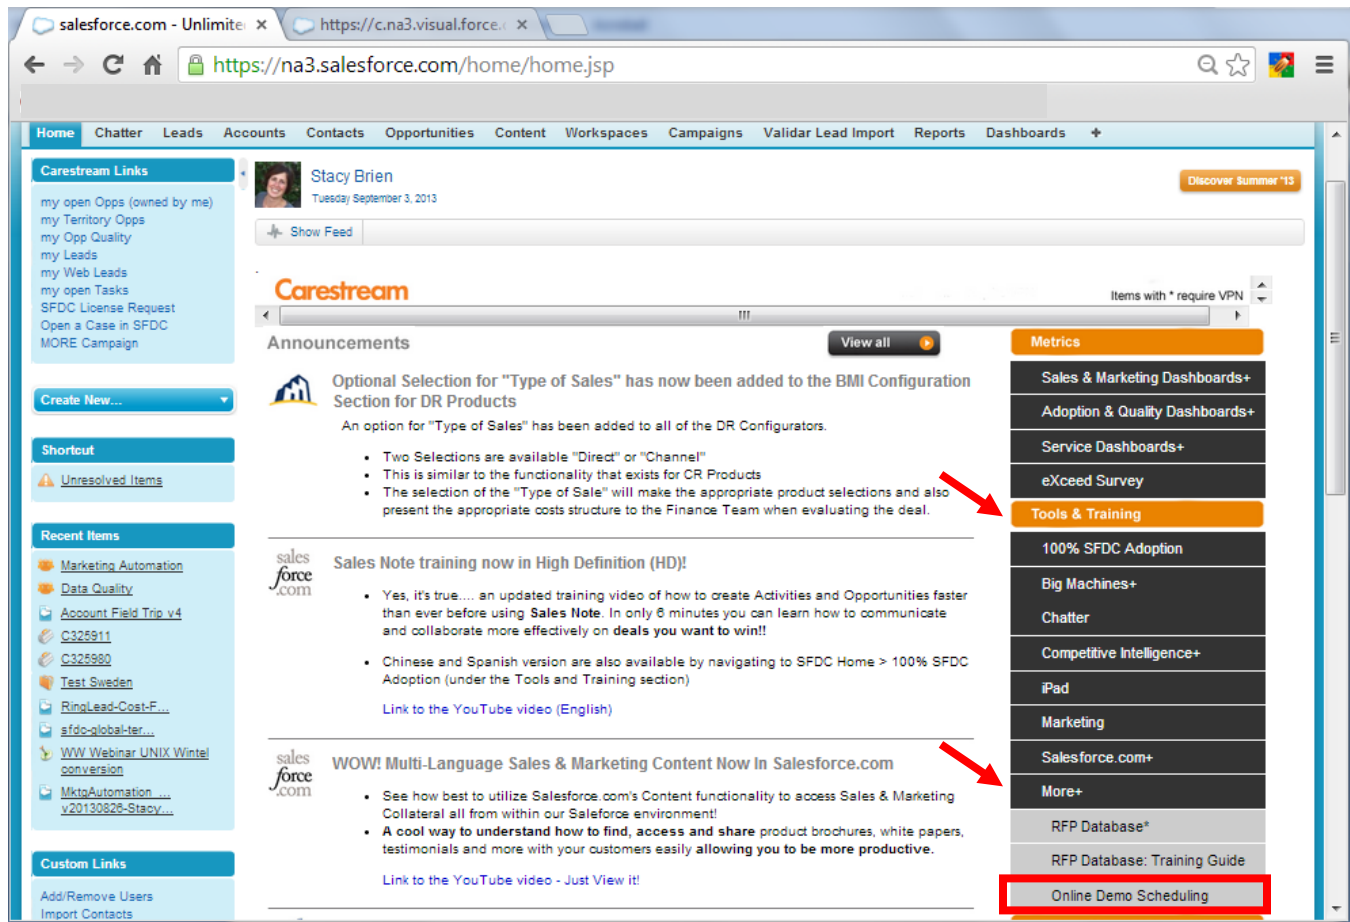 salesforce.com - Unlimite
https://c.na3.visual.force.c
https://na3.salesforce.com/home/home.jsp
Home Chatter Leads Accounts Contacts Opportunities Content Workspaces Campaigns Validar Lead Import Reports Dashboards +
Carestream Links
my open Opps (owned by me)
my Territory Opps
my Opp Quality
my Leads
my Web Leads
my open Tasks
SFDC License Request
Open a Case in SFDC
MORE Campaign
Create New...
Shortcut
Unresolved Items
Recent Items
Marketing Automation
Data Quality
Account Field Trip v4
C325911
C325980
Test Sweden
RingLead-Cost-F...
sfdc-global-ter...
WW Webinar UNIX Wintel
conversion
MktgAutomation ...
v20130826-Stacy...
Custom Links
Add/Remove Users
Import Contacts
Stacy Brien
Tuesday September 3, 2013
Discover Summer '13
Show Feed
Carestream
Items with * require VPN
Announcements
View all
Optional Selection for "Type of Sales" has now been added to the BMI Configuration
Section for DR Products
An option for "Type of Sales" has been added to all of the DR Configurators.
• Two Selections are available "Direct" or "Channel"
• This is similar to the functionality that exists for CR Products
• The selection of the "Type of Sale" will make the appropriate product selections and also
present the appropriate costs structure to the Finance Team when evaluating the deal.
sales
force
.com
Sales Note training now in High Definition (HD)!
• Yes, it's true.... an updated training video of how to create Activities and Opportunities faster
than ever before using Sales Note. In only 6 minutes you can learn how to communicate
and collaborate more effectively on deals you want to win!!
• Chinese and Spanish version are also available by navigating to SFDC Home > 100% SFDC
Adoption (under the Tools and Training section)
Link to the YouTube video (English)
sales
force
.com
WOW! Multi-Language Sales & Marketing Content Now In Salesforce.com
• See how best to utilize Salesforce.com's Content functionality to access Sales & Marketing
Collateral all from within our Saleforce environment!
• A cool way to understand how to find, access and share product brochures, white papers,
testimonials and more with your customers easily allowing you to be more productive.
Link to the YouTube video - Just View it!
Metrics
Sales & Marketing Dashboards+
Adoption & Quality Dashboards+
Service Dashboards+
eXceed Survey
Tools & Training
100% SFDC Adoption
Big Machines+
Chatter
Competitive Intelligence+
iPad
Marketing
Salesforce.com+
More+
RFP Database*
RFP Database: Training Guide
Online Demo Scheduling